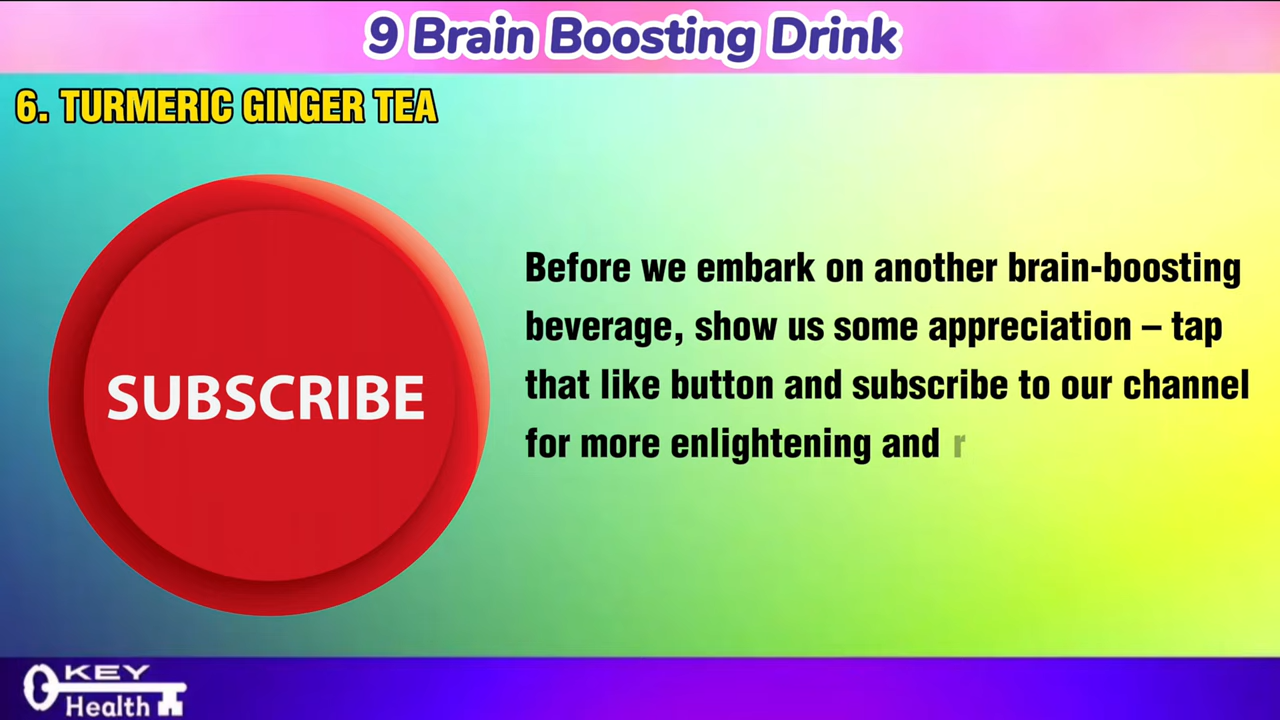 9 Brain Boosting Drink
6. TURMERIC GINGER TEA
SUBSCRIBE
Before we embark on another brain-boosting
beverage, show us some appreciation – tap
that like button and subscribe to our channel
for more enlightening and r
KEY
Health